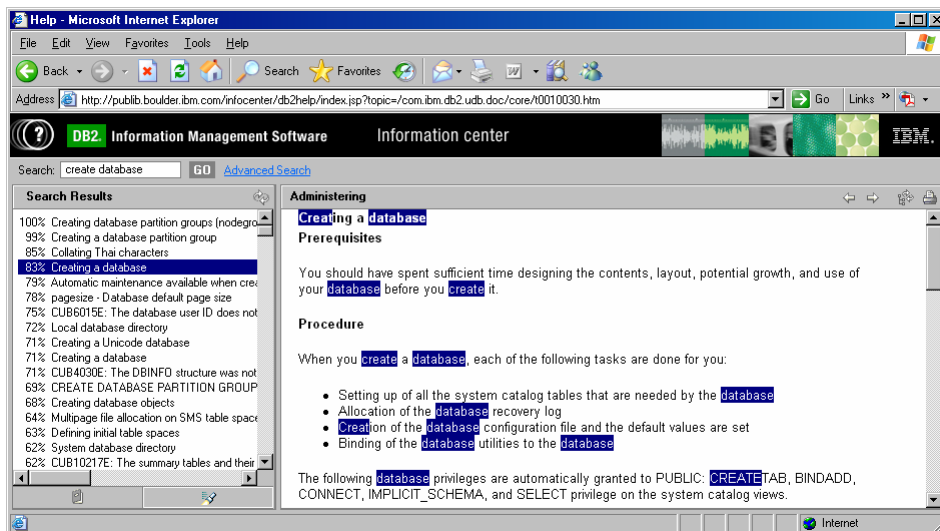 Help - Microsoft Internet Explorer
File Edit View Favorites Tools Help
Back Search Favorites
Address http://publib.boulder.ibm.com/infocenter/db2help/index.jsp?topic=/com.ibm.db2.udb.doc/core/t0010030.htm Go Links »
DB2. Information Management Software Information center IBM.
Search: create database GO Advanced Search
Search Results
100% Creating database partition groups (nodegro
99% Creating a database partition group
85% Collating Thai characters
83% Creating a database
79% Automatic maintenance available when crea
78% pagesize - Database default page size
75% CUB6015E: The database user ID does not
72% Local database directory
71% Creating a Unicode database
71% Creating a database
71% CUB4030E: The DBINFO structure was not
69% CREATE DATABASE PARTITION GROUP
68% Creating database objects
64% Multipage file allocation on SMS table space
63% Defining initial table spaces
62% System database directory
62% CUB10217E: The summary tables and their
Administering
Creating a database
Prerequisites
You should have spent sufficient time designing the contents, layout, potential growth, and use of
your database before you create it.
Procedure
When you create a database, each of the following tasks are done for you:
• Setting up of all the system catalog tables that are needed by the database
• Allocation of the database recovery log
• Creation of the database configuration file and the default values are set
• Binding of the database utilities to the database
The following database privileges are automatically granted to PUBLIC: CREATETAB, BINDADD,
CONNECT, IMPLICIT_SCHEMA, and SELECT privilege on the system catalog views.
Internet